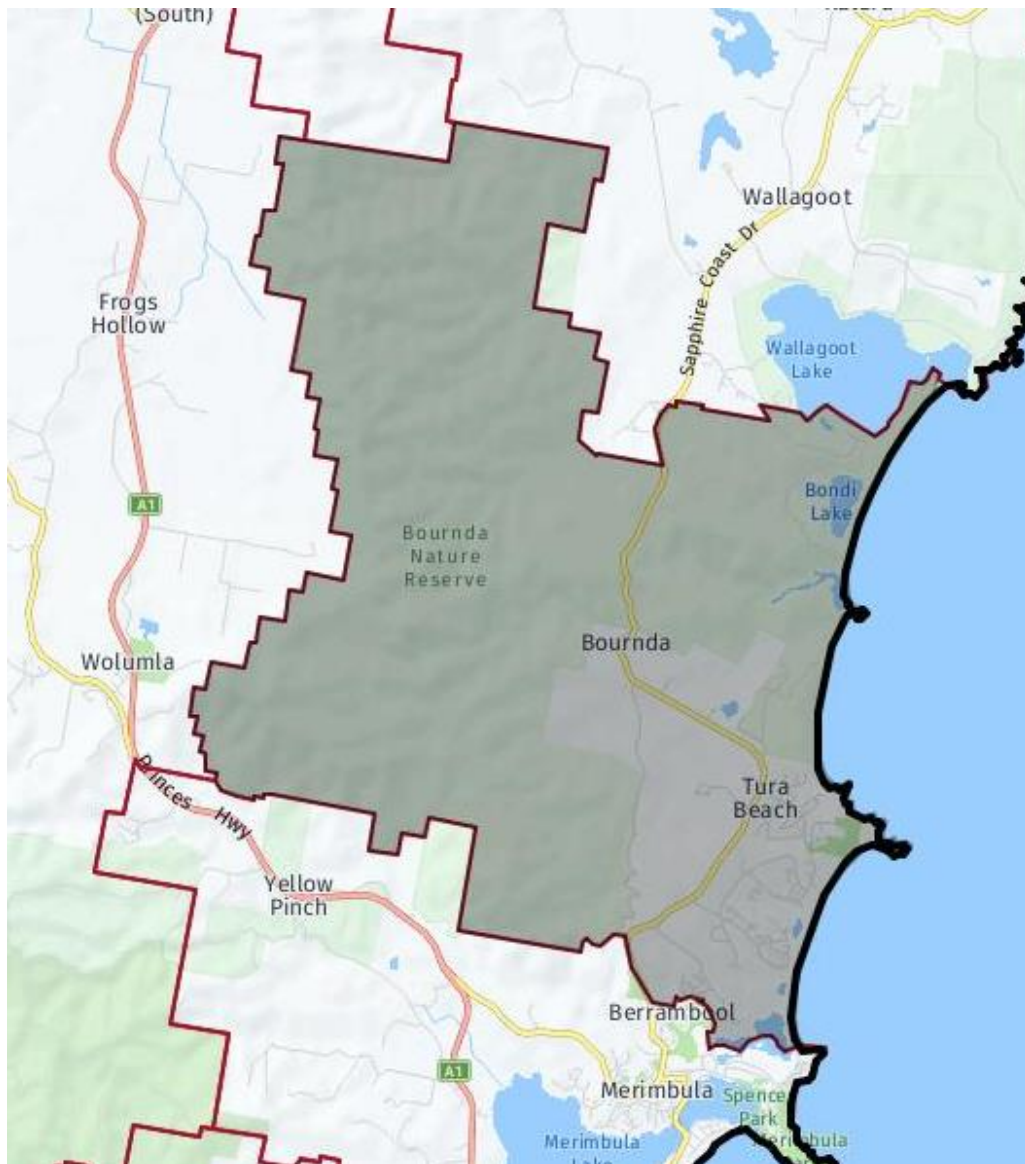 (South)
Wallagoot
Sapphire Coast Dr
Frogs
Hollow
Wallagoot
Lake
A1
Bondi
Lake
Bournda
Nature
Reserve
Bournda
Wolumla
Princes Hwy
Tura
Beach
Yellow
Pinch
Berrambool
A1
Merimbula
Spence
Park
Merimbula
Lake